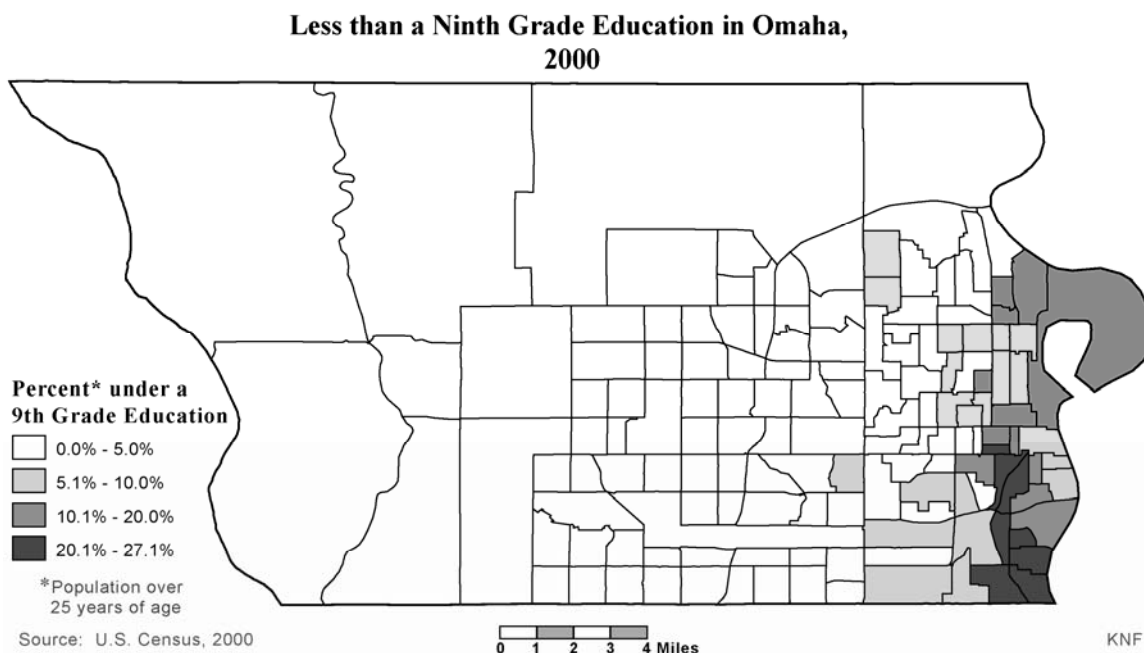 Less than a Ninth Grade Education in Omaha,
2000
Percent* under a
9th Grade Education
0.0% - 5.0%
5.1% - 10.0%
10.1% - 20.0%
20.1% - 27.1%
*Population over
25 years of age
Source: U.S. Census, 2000
0 1 2 3 4 Miles
KNF